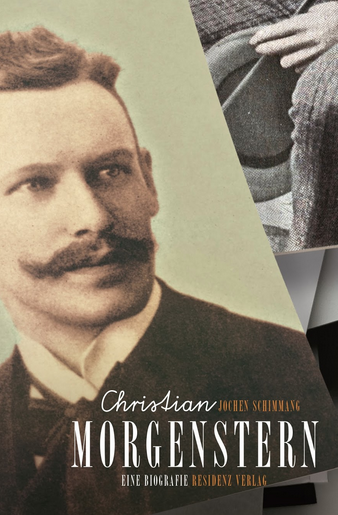 Christian JOCHEN SCHIMMANG
MORGENSTERN
EINE BIOGRAFIE RESIDENZ VERLAG